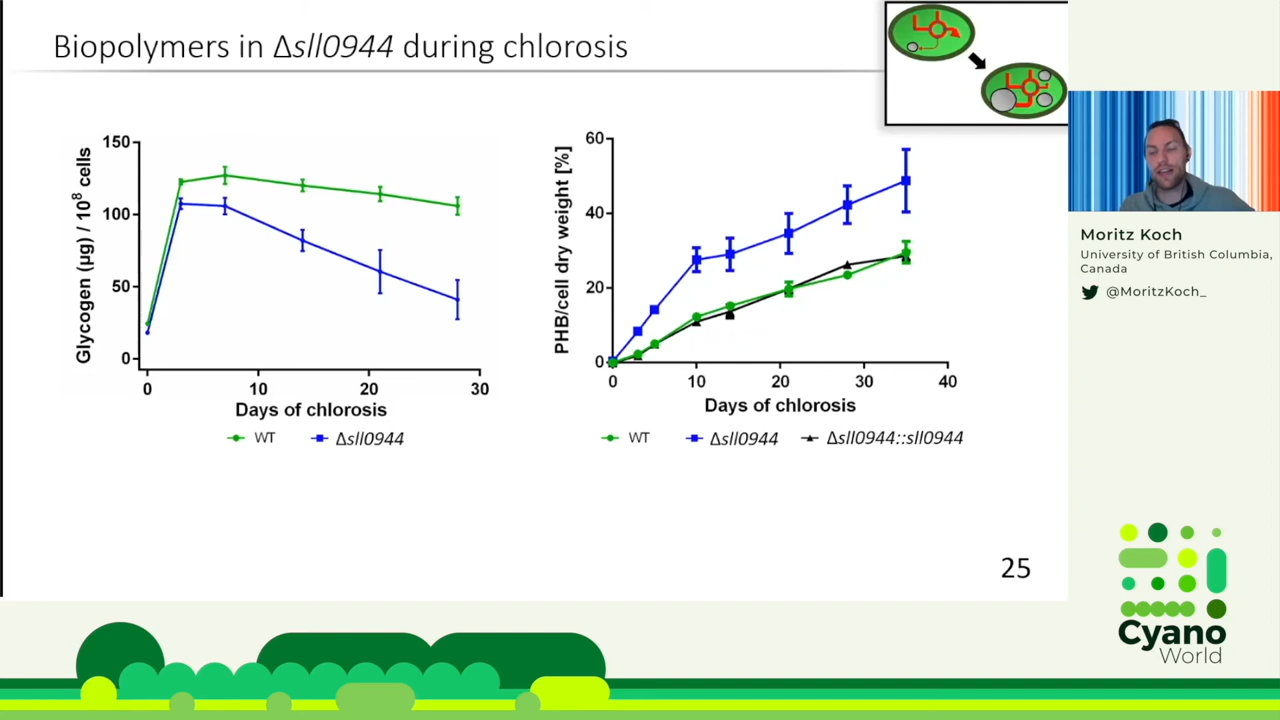 Biopolymers in Δsll0944 during chlorosis
Glycogen (µg) / 10⁸ cells
150
100
50
0
0
10
20
30
Days of chlorosis
WT
Δsll0944
PHB/cell dry weight [%]
60
40
20
0
0
10
20
30
40
Days of chlorosis
WT
Δsll0944
Δsll0944::sll0944
25
Moritz Koch
University of British Columbia,
Canada
@MoritzKoch_
Cyano
World